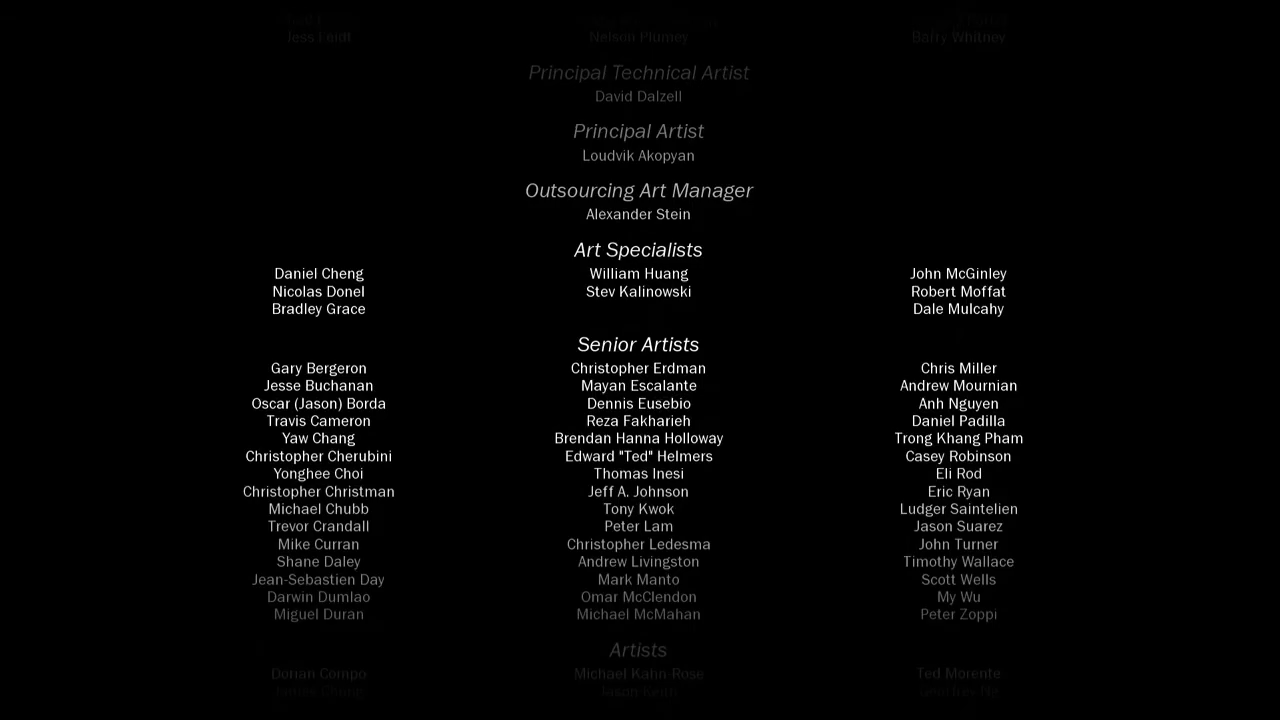 Jess Feidt Nelson Plumey Barry Whitney
Principal Technical Artist
David Dalzell
Principal Artist
Loudvik Akopyan
Outsourcing Art Manager
Alexander Stein
Art Specialists
Daniel Cheng William Huang John McGinley
Nicolas Donel Stev Kalinowski Robert Moffat
Bradley Grace Dale Mulcahy
Senior Artists
Gary Bergeron Christopher Erdman Chris Miller
Jesse Buchanan Mayan Escalante Andrew Mournian
Oscar (Jason) Borda Dennis Eusebio Anh Nguyen
Travis Cameron Reza Fakharieh Daniel Padilla
Yaw Chang Brendan Hanna Holloway Trong Khang Pham
Christopher Cherubini Edward "Ted" Helmers Casey Robinson
Yonghee Choi Thomas Inesi Eli Rod
Christopher Christman Jeff A. Johnson Eric Ryan
Michael Chubb Tony Kwok Ludger Saintelien
Trevor Crandall Peter Lam Jason Suarez
Mike Curran Christopher Ledesma John Turner
Shane Daley Andrew Livingston Timothy Wallace
Jean-Sebastien Day Mark Manto Scott Wells
Darwin Dumlao Omar McClendon My Wu
Miguel Duran Michael McMahan Peter Zoppi
Artists
Dorian Compo Michael Kahn-Rose Ted Morente
James Chung Jason Keith Geoffrey Ng